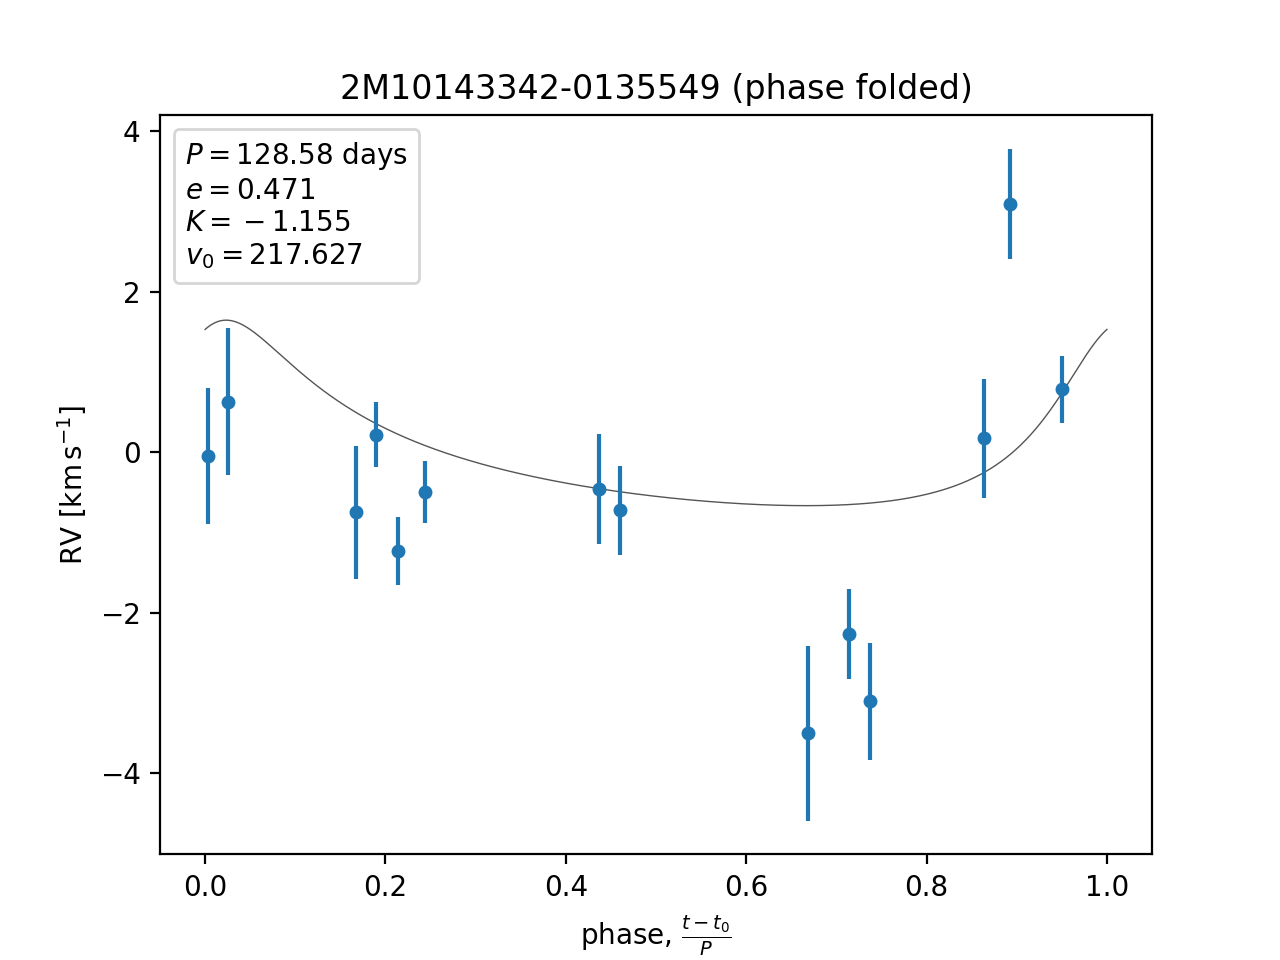 2M10143342-0135549 (phase folded)
P = 128.58 days
e = 0.471
K = −1.155
v₀ = 217.627
4
2
0
−2
−4
RV [km s⁻¹]
0.0 0.2 0.4 0.6 0.8 1.0
phase, (t − t₀)/P